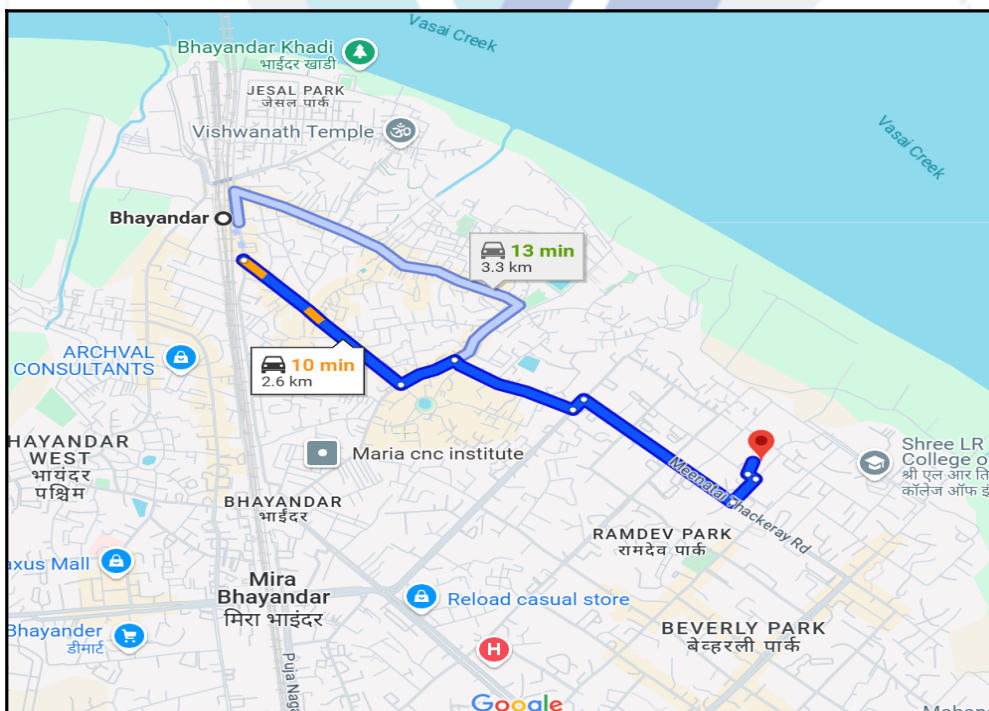 Vasai Creek
Bhayandar Khadi
भाईदर खाडी
JESAL PARK
जेसल पार्क
Vishwanath Temple
Vasai Creek
Bhayandar
13 min
3.3 km
ARCHVAL
CONSULTANTS
10 min
2.6 km
HAYANDAR
WEST
भायंदर
पश्चिम
Maria cnc institute
Shree LR
College o
श्री एल आर ति
कॉलेज ऑफ इं
Meenatai Thackeray Rd
BHAYANDAR
भाईंदर
RAMDEV PARK
रामदेव पार्क
axus Mall
Mira
Bhayandar
मिरा भाइंदर
Reload casual store
Bhayander
डीमार्ट
BEVERLY PARK
बेव्हरली पार्क
H
Puja Naga
Google